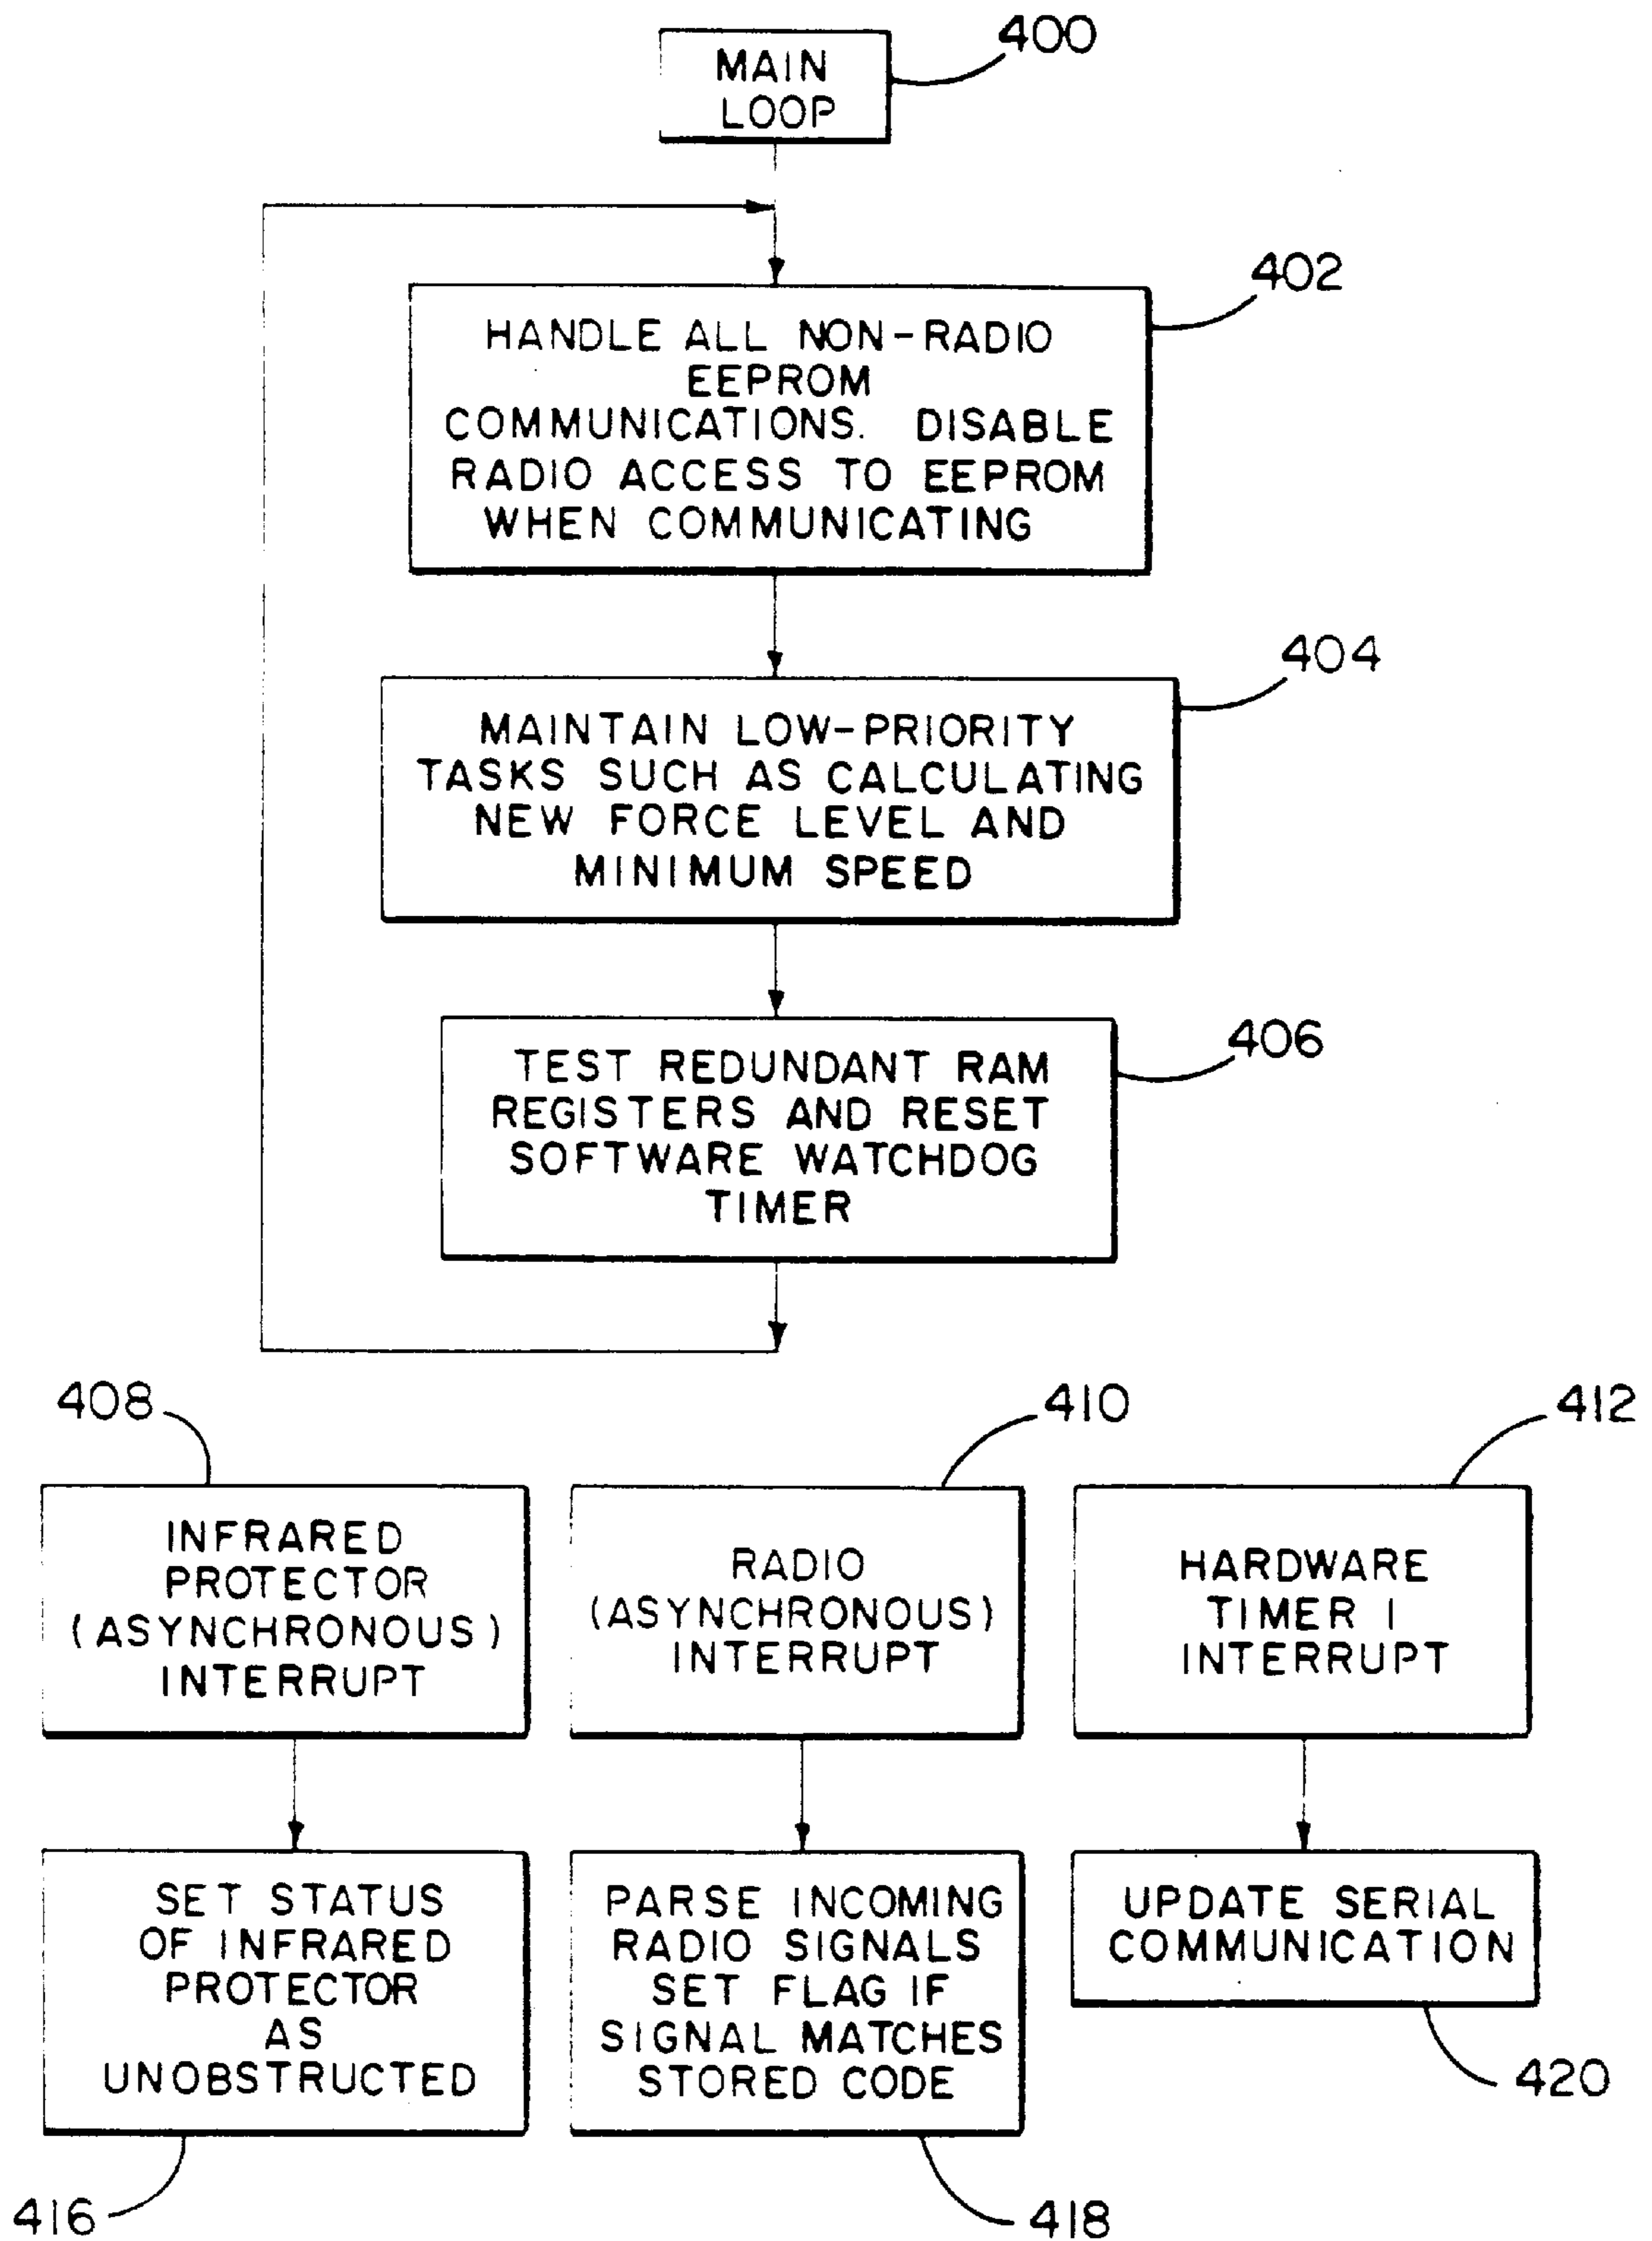 400
MAIN
LOOP
402
HANDLE ALL NON-RADIO
EEPROM
COMMUNICATIONS. DISABLE
RADIO ACCESS TO EEPROM
WHEN COMMUNICATING
404
MAINTAIN LOW-PRIORITY
TASKS SUCH AS CALCULATING
NEW FORCE LEVEL AND
MINIMUM SPEED
406
TEST REDUNDANT RAM
REGISTERS AND RESET
SOFTWARE WATCHDOG
TIMER
408
INFRARED
PROTECTOR
(ASYNCHRONOUS)
INTERRUPT
410
RADIO
(ASYNCHRONOUS)
INTERRUPT
412
HARDWARE
TIMER 1
INTERRUPT
SET STATUS
OF INFRARED
PROTECTOR
AS
UNOBSTRUCTED
416
PARSE INCOMING
RADIO SIGNALS
SET FLAG IF
SIGNAL MATCHES
STORED CODE
418
UPDATE SERIAL
COMMUNICATION
420